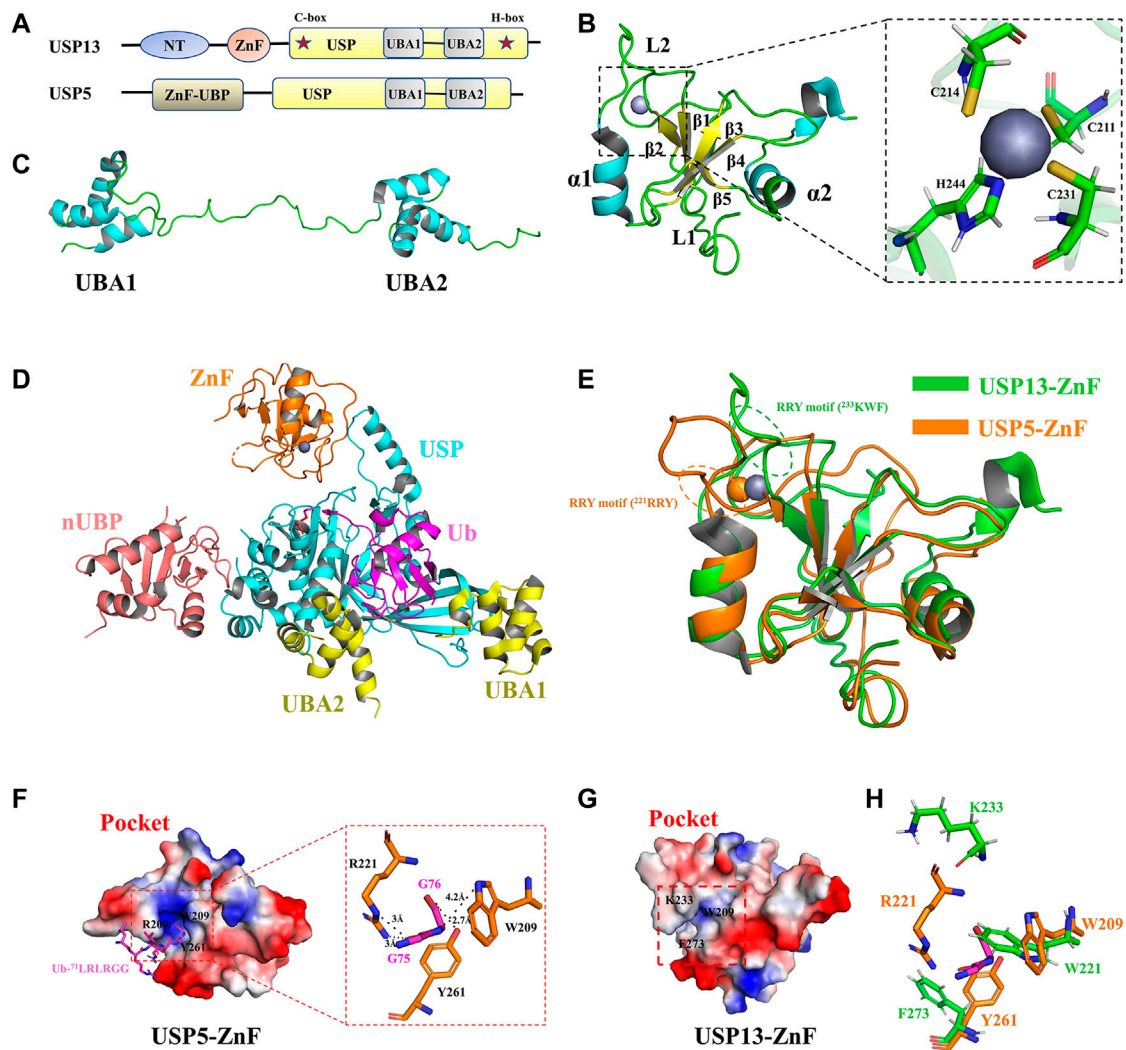 A
C-box
H-box
USP13
NT
ZnF
USP
UBA1
UBA2
USP5
ZnF-UBP
USP
UBA1
UBA2
B
L2
β1
β3
β2
β4
α1
α2
β5
L1
C214
C211
H244
C231
C
UBA1
UBA2
D
ZnF
USP
nUBP
Ub
UBA2
UBA1
E
USP13-ZnF
USP5-ZnF
RRY motif (²³³KWF)
RRY motif (²²¹RRY)
F
Pocket
R209
W209
Y261
Ub-⁷¹LRLRGG
USP5-ZnF
R221
G76
4.2Å
3Å
2.7Å
3Å
G75
W209
Y261
G
Pocket
K233
W209
F273
USP13-ZnF
H
K233
R221
W209
W221
F273
Y261